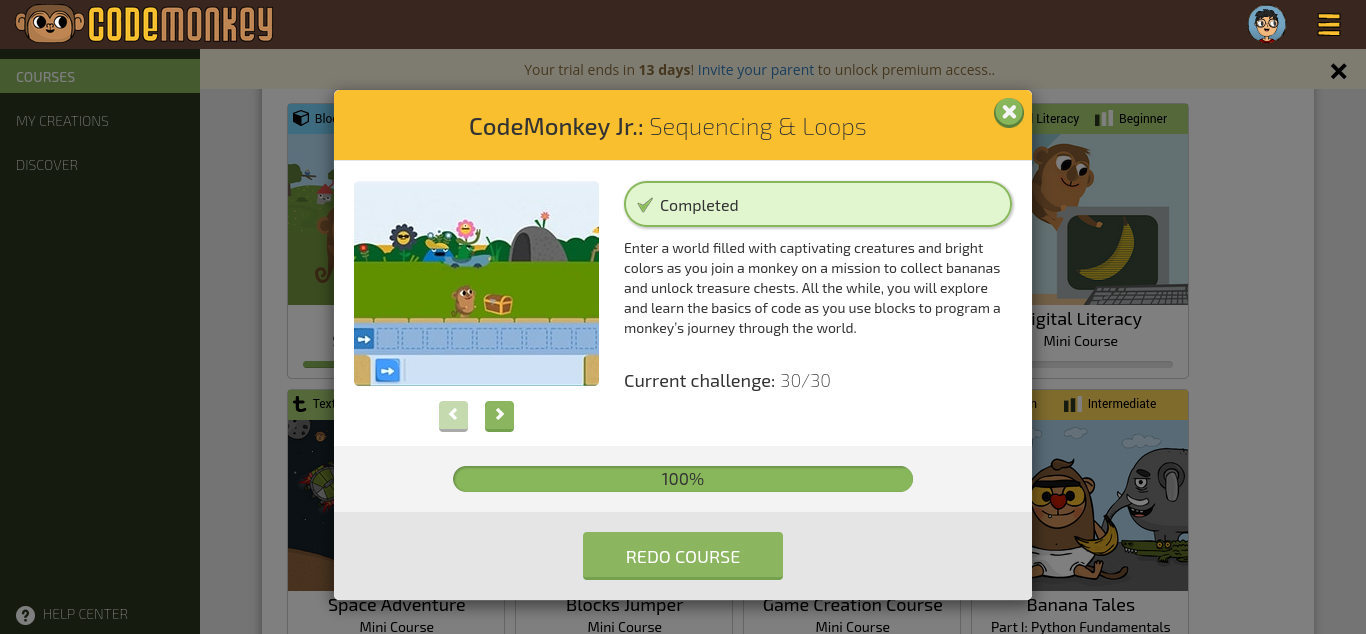 CODEMONKEY
COURSES
MY CREATIONS
DISCOVER
HELP CENTER
Your trial ends in 13 days! Invite your parent to unlock premium access..
Literacy Beginner
CodeMonkey Jr.: Sequencing & Loops
Completed
Enter a world filled with captivating creatures and bright
colors as you join a monkey on a mission to collect bananas
and unlock treasure chests. All the while, you will explore
and learn the basics of code as you use blocks to program a
monkey's journey through the world.
Current challenge: 30/30
100%
REDO COURSE
igital Literacy
Mini Course
Intermediate
Space Adventure
Mini Course
Blocks Jumper
Mini Course
Game Creation Course
Mini Course
Banana Tales
Part I: Python Fundamentals